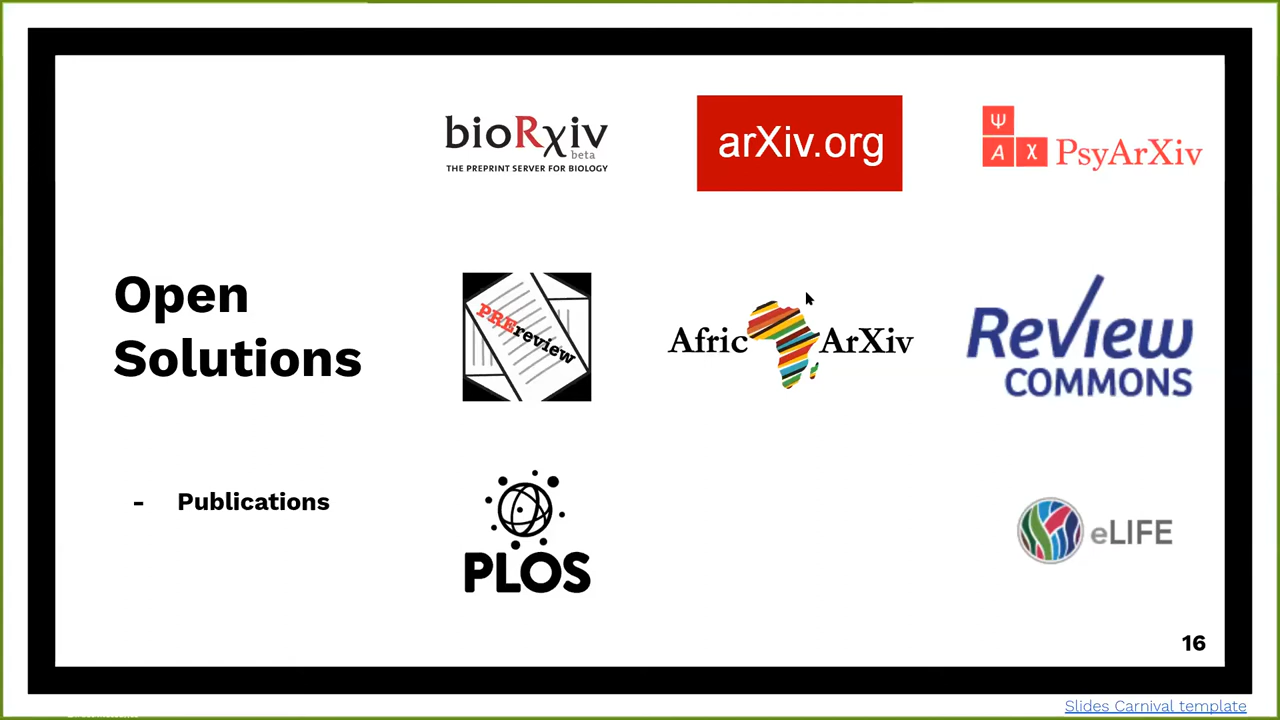 bioRχiv
beta
THE PREPRINT SERVER FOR BIOLOGY
arXiv.org
Ψ
A χ
PsyArXiv
Open
Solutions
PREreview
Afric ArXiv
Review
COMMONS
- Publications
PLOS
eLIFE
16
Slides Carnival template